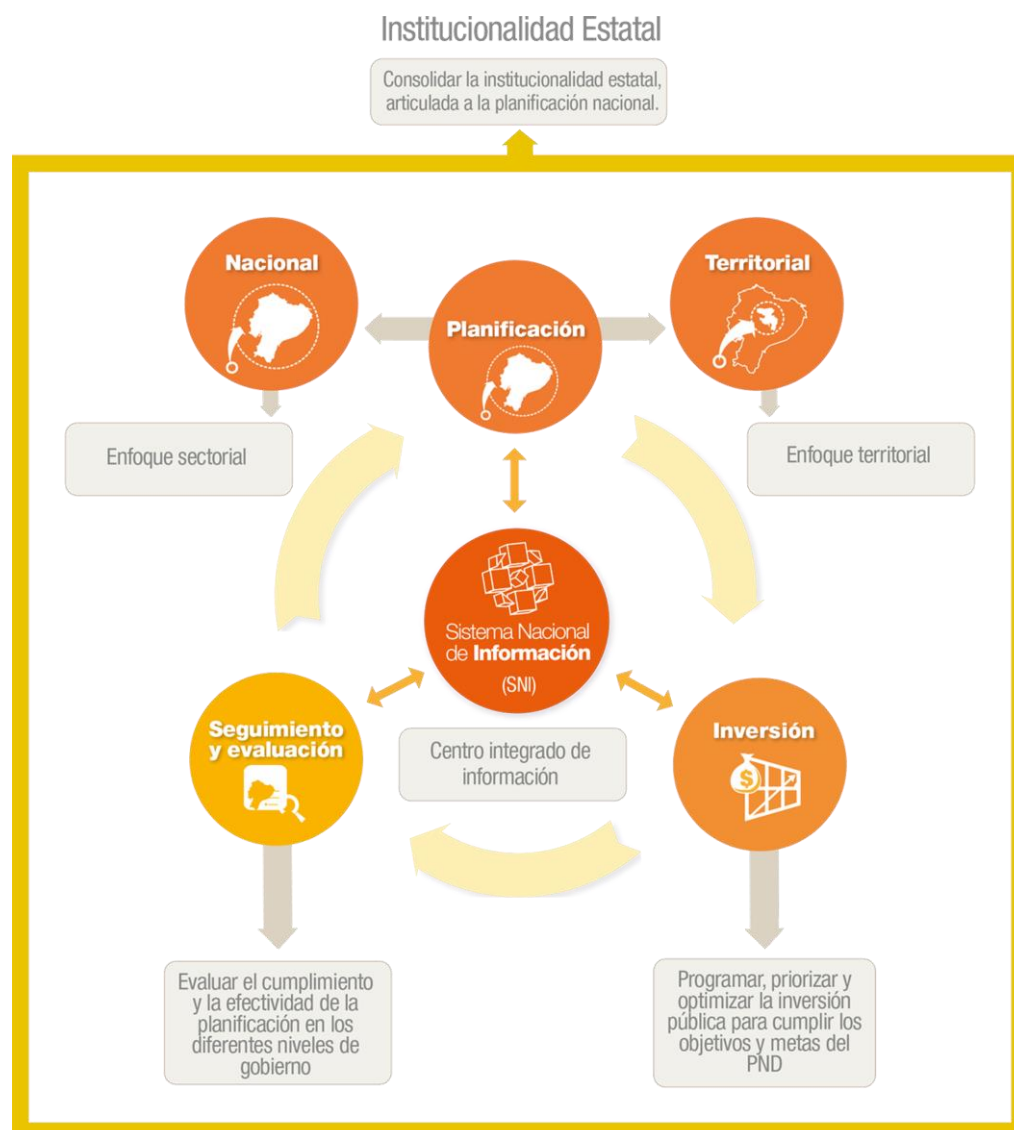 Institucionalidad Estatal
Consolidar la institucionalidad estatal,
articulada a la planificación nacional.
Nacional
Planificación
Territorial
Enfoque sectorial
Enfoque territorial
Sistema Nacional
de Información
(SNI)
Seguimiento
y evaluación
Centro integrado de
información
Inversión
$
Evaluar el cumplimiento
y la efectividad de la
planificación en los
diferentes niveles de
gobierno
Programar, priorizar y
optimizar la inversión
pública para cumplir los
objetivos y metas del
PND